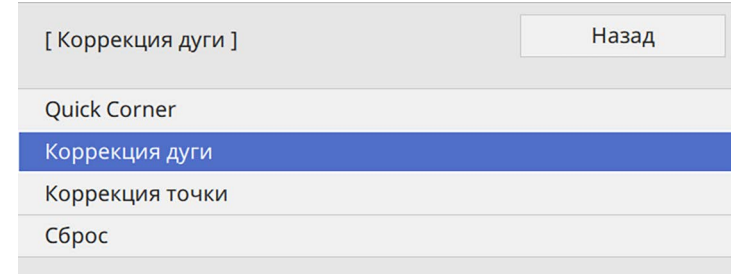 [ Коррекция дуги ]
Назад
Quick Corner
Коррекция дуги
Коррекция точки
Сброс